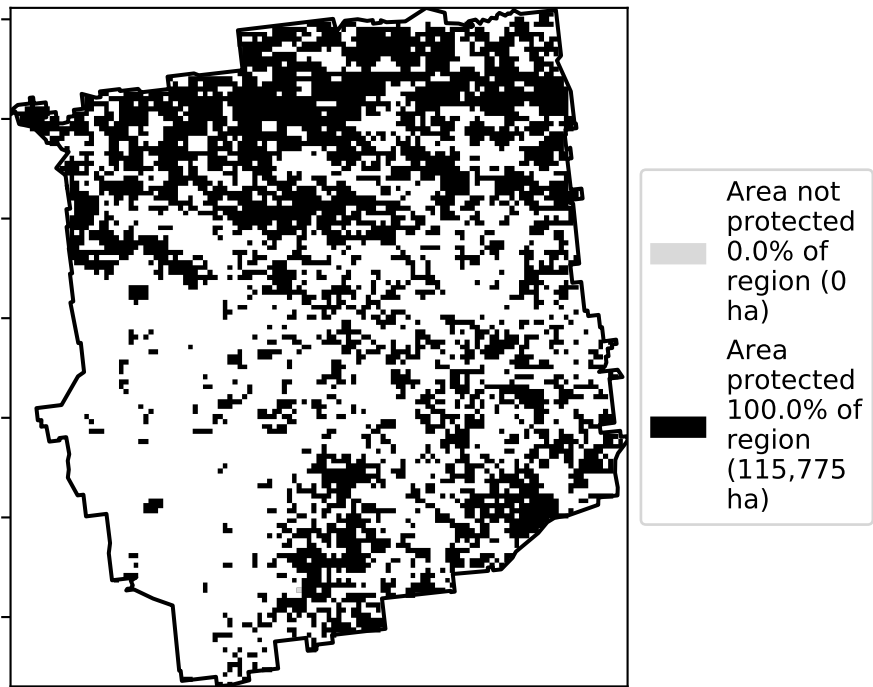 Area not
protected
0.0% of
region (0
ha)
Area
protected
100.0% of
region
(115,775
ha)